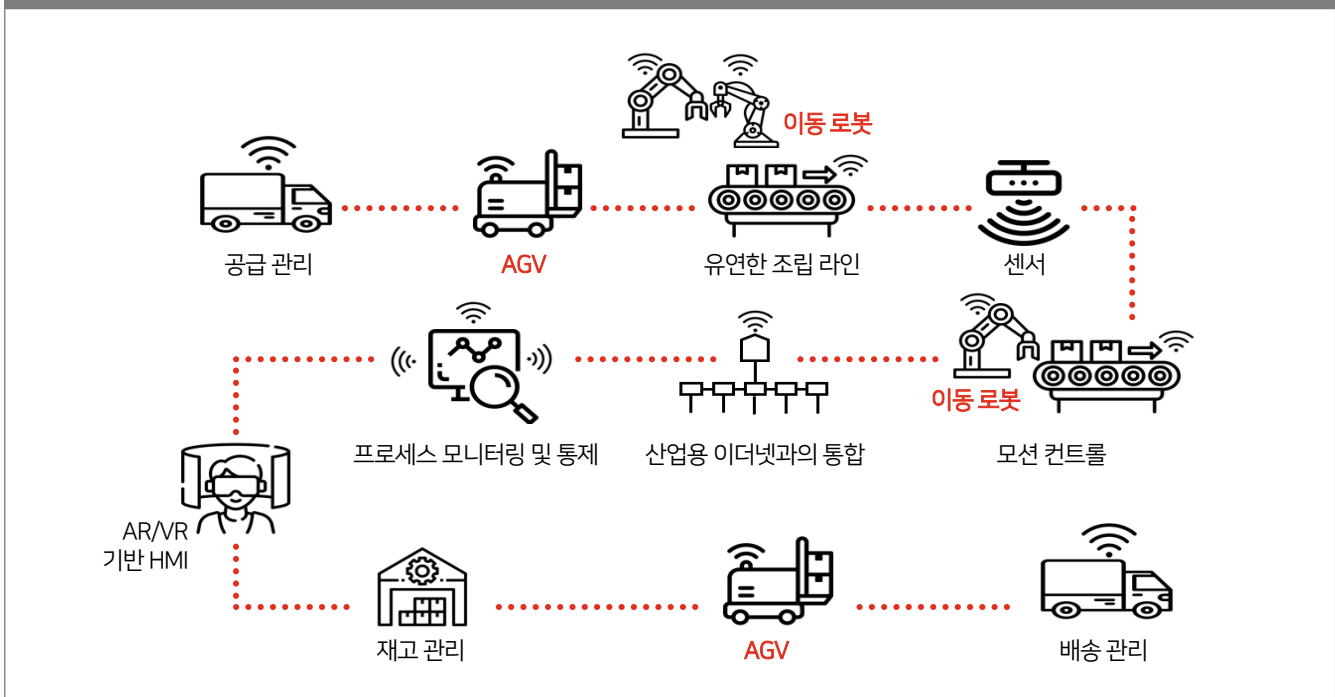 이동 로봇
공급 관리
AGV
유연한 조립 라인
센서
이동 로봇
프로세스 모니터링 및 통제
산업용 이더넷과의 통합
모션 컨트롤
AR/VR
기반 HMI
재고 관리
AGV
배송 관리